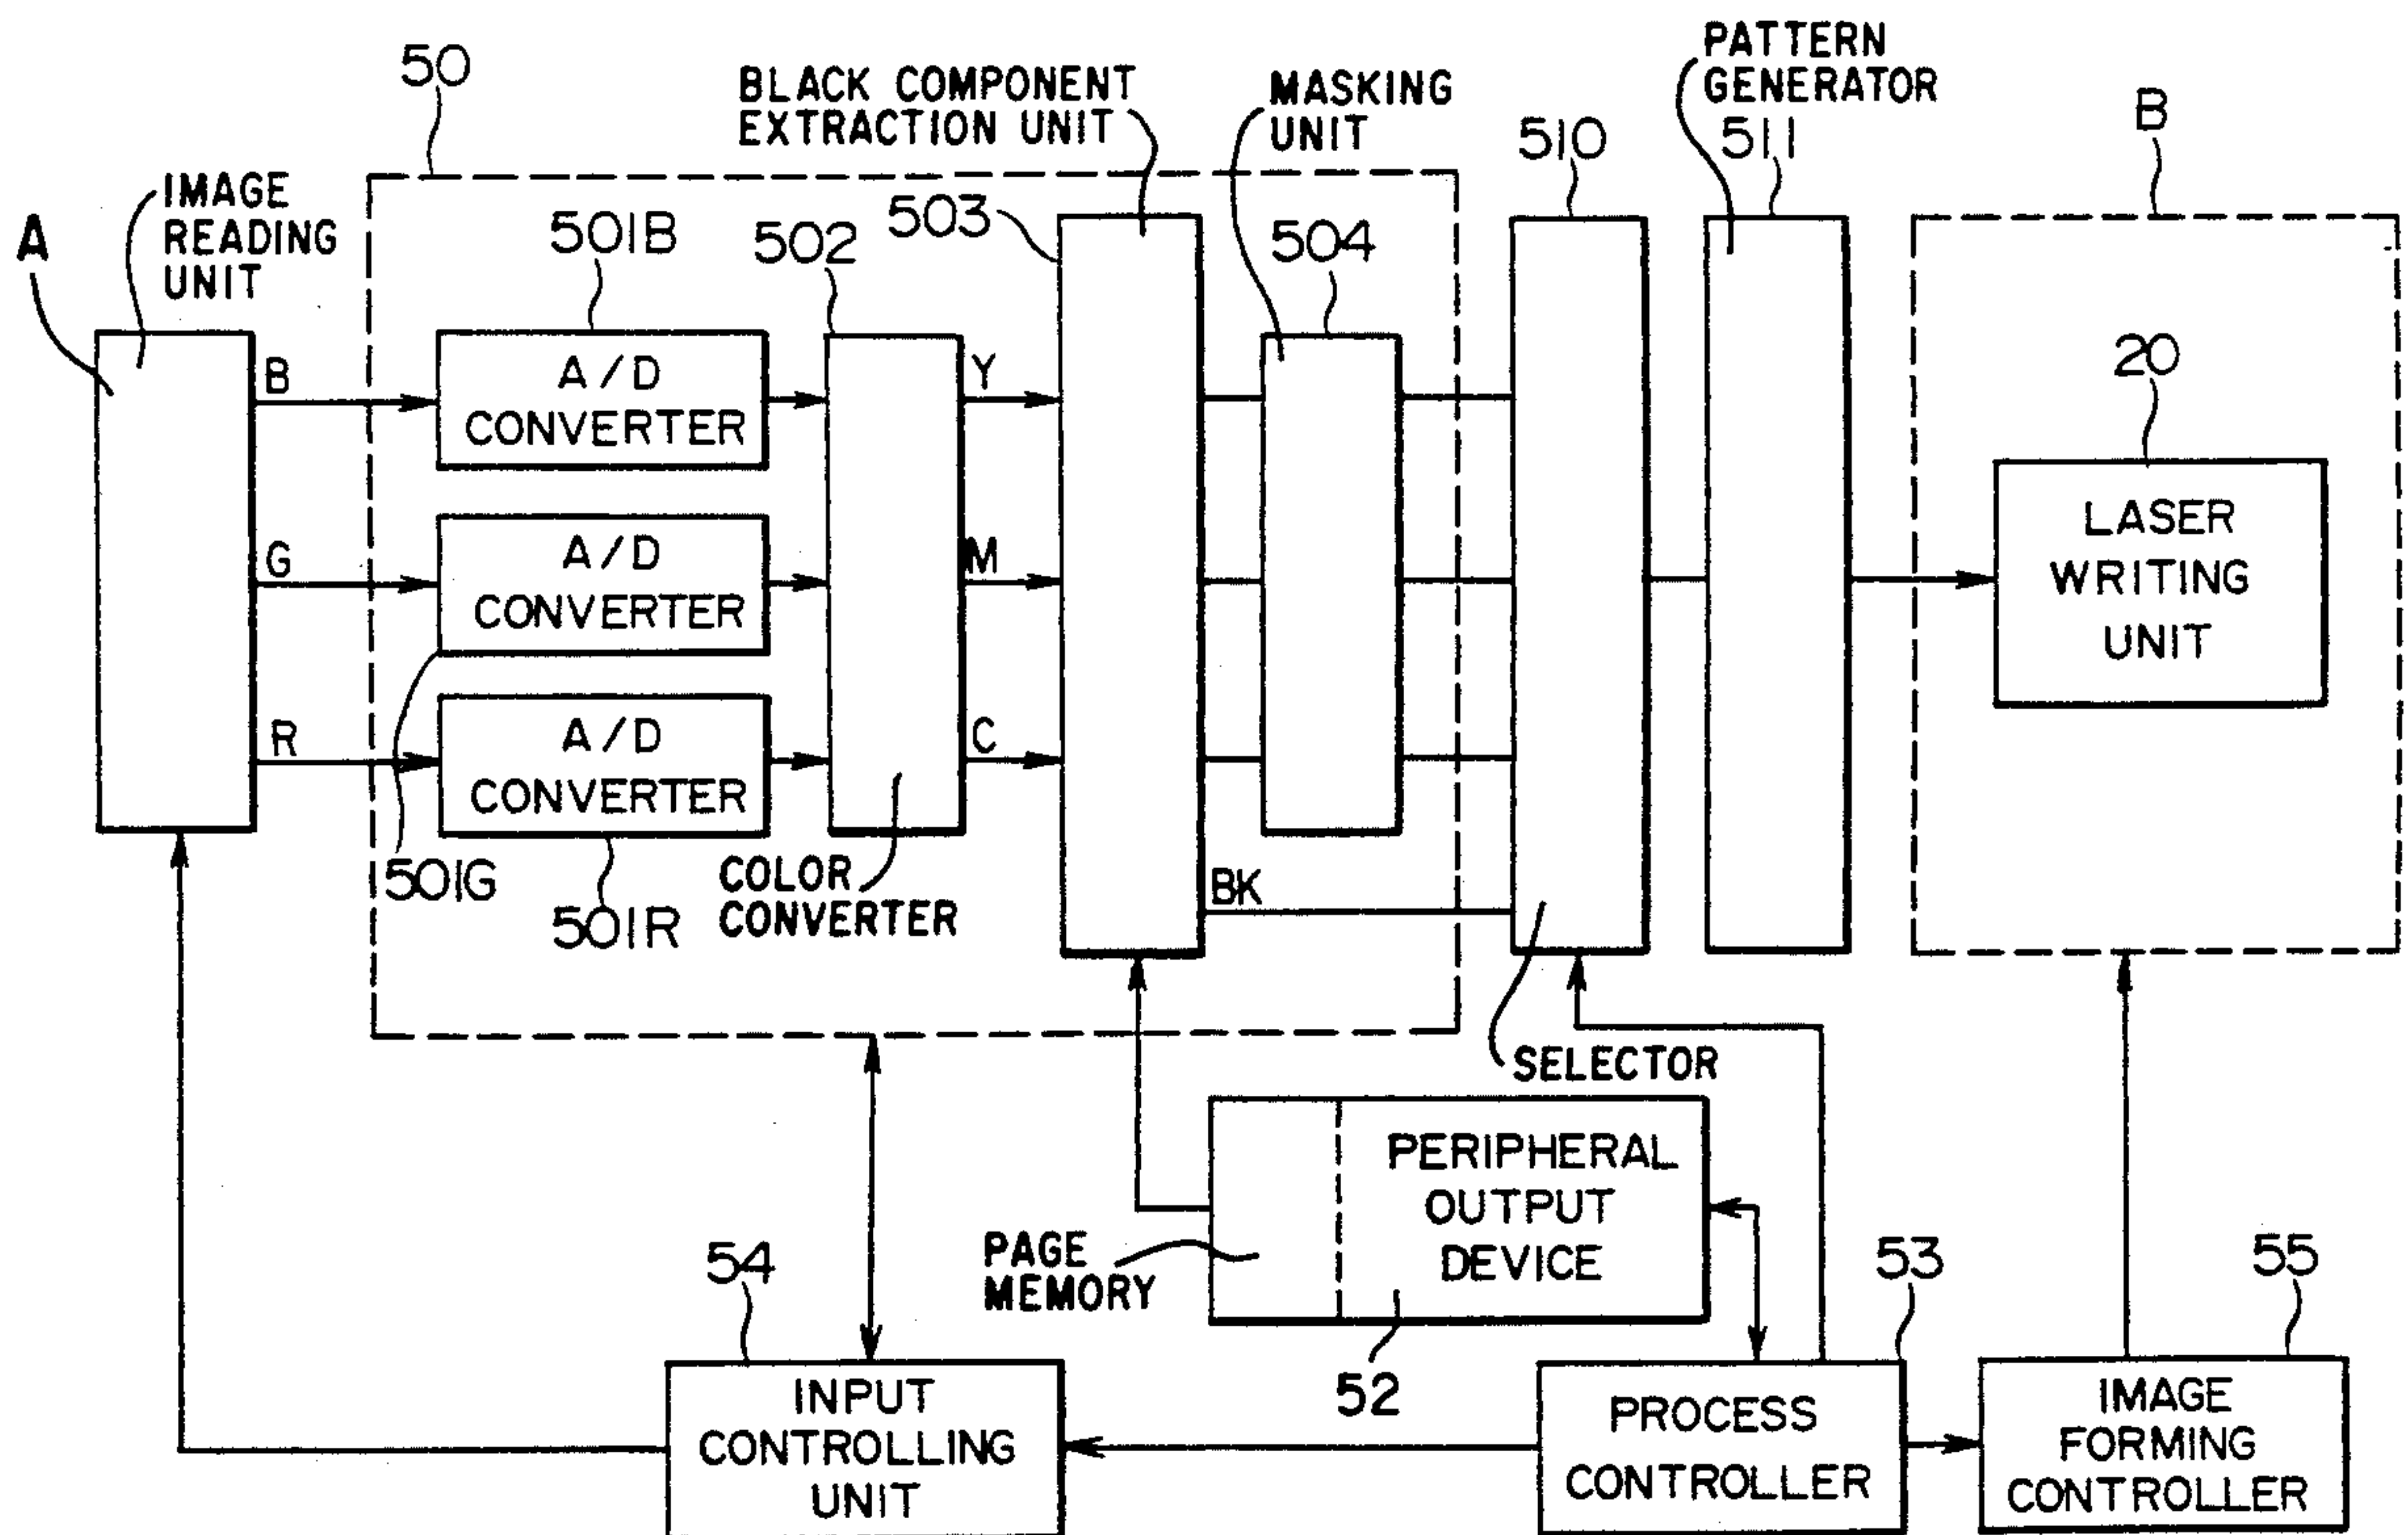 50
BLACK COMPONENT
EXTRACTION UNIT
MASKING
UNIT
PATTERN
GENERATOR
510
511
B
IMAGE
READING
UNIT
A
501B
502
503
504
20
B
A/D
CONVERTER
Y
LASER
WRITING
UNIT
G
A/D
CONVERTER
M
R
A/D
CONVERTER
C
501G
501R
COLOR
CONVERTER
BK
SELECTOR
PERIPHERAL
OUTPUT
DEVICE
PAGE
MEMORY
52
54
53
55
INPUT
CONTROLLING
UNIT
PROCESS
CONTROLLER
IMAGE
FORMING
CONTROLLER